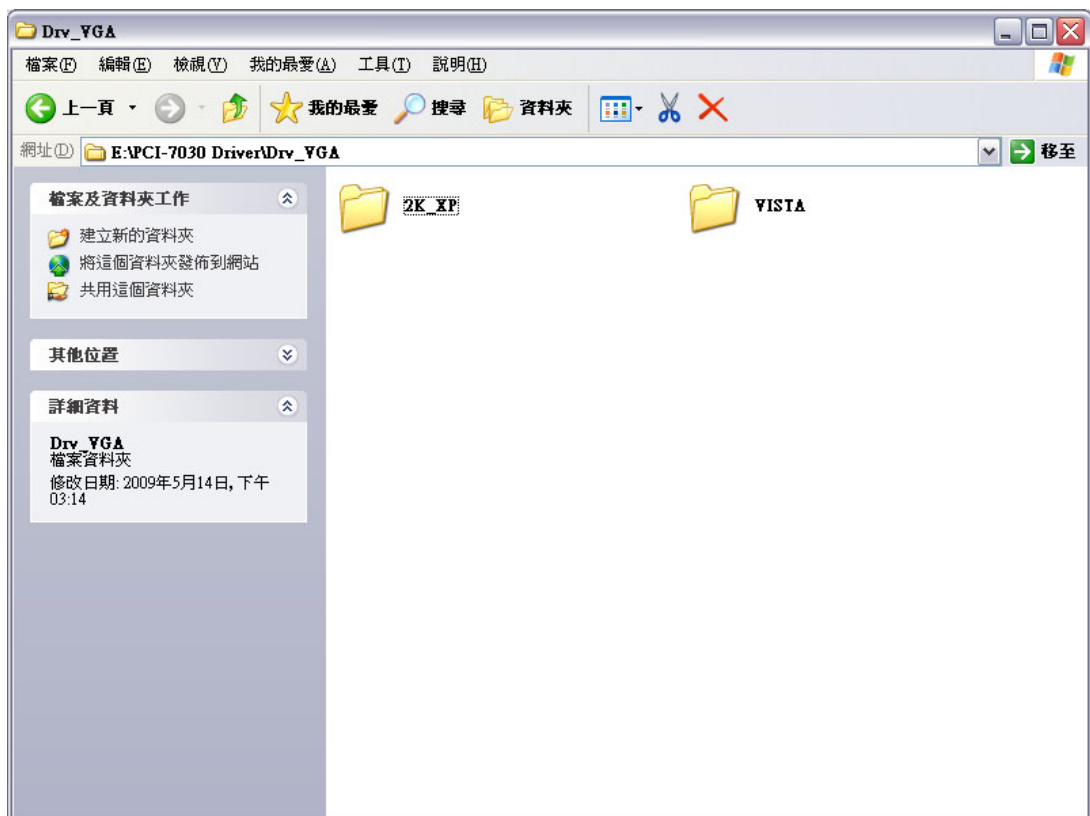 Drv_VGA
檔案(F) 編輯(E) 檢視(V) 我的最愛(A) 工具(T) 說明(H)
上一頁 我的最愛 搜尋 資料夾
網址(D) E:\PCI-7030 Driver\Drv_VGA 移至
檔案及資料夾工作
建立新的資料夾
將這個資料夾發佈到網站
共用這個資料夾
其他位置
詳細資料
Drv_VGA
檔案資料夾
修改日期: 2009年5月14日, 下午
03:14
2K_XP
VISTA